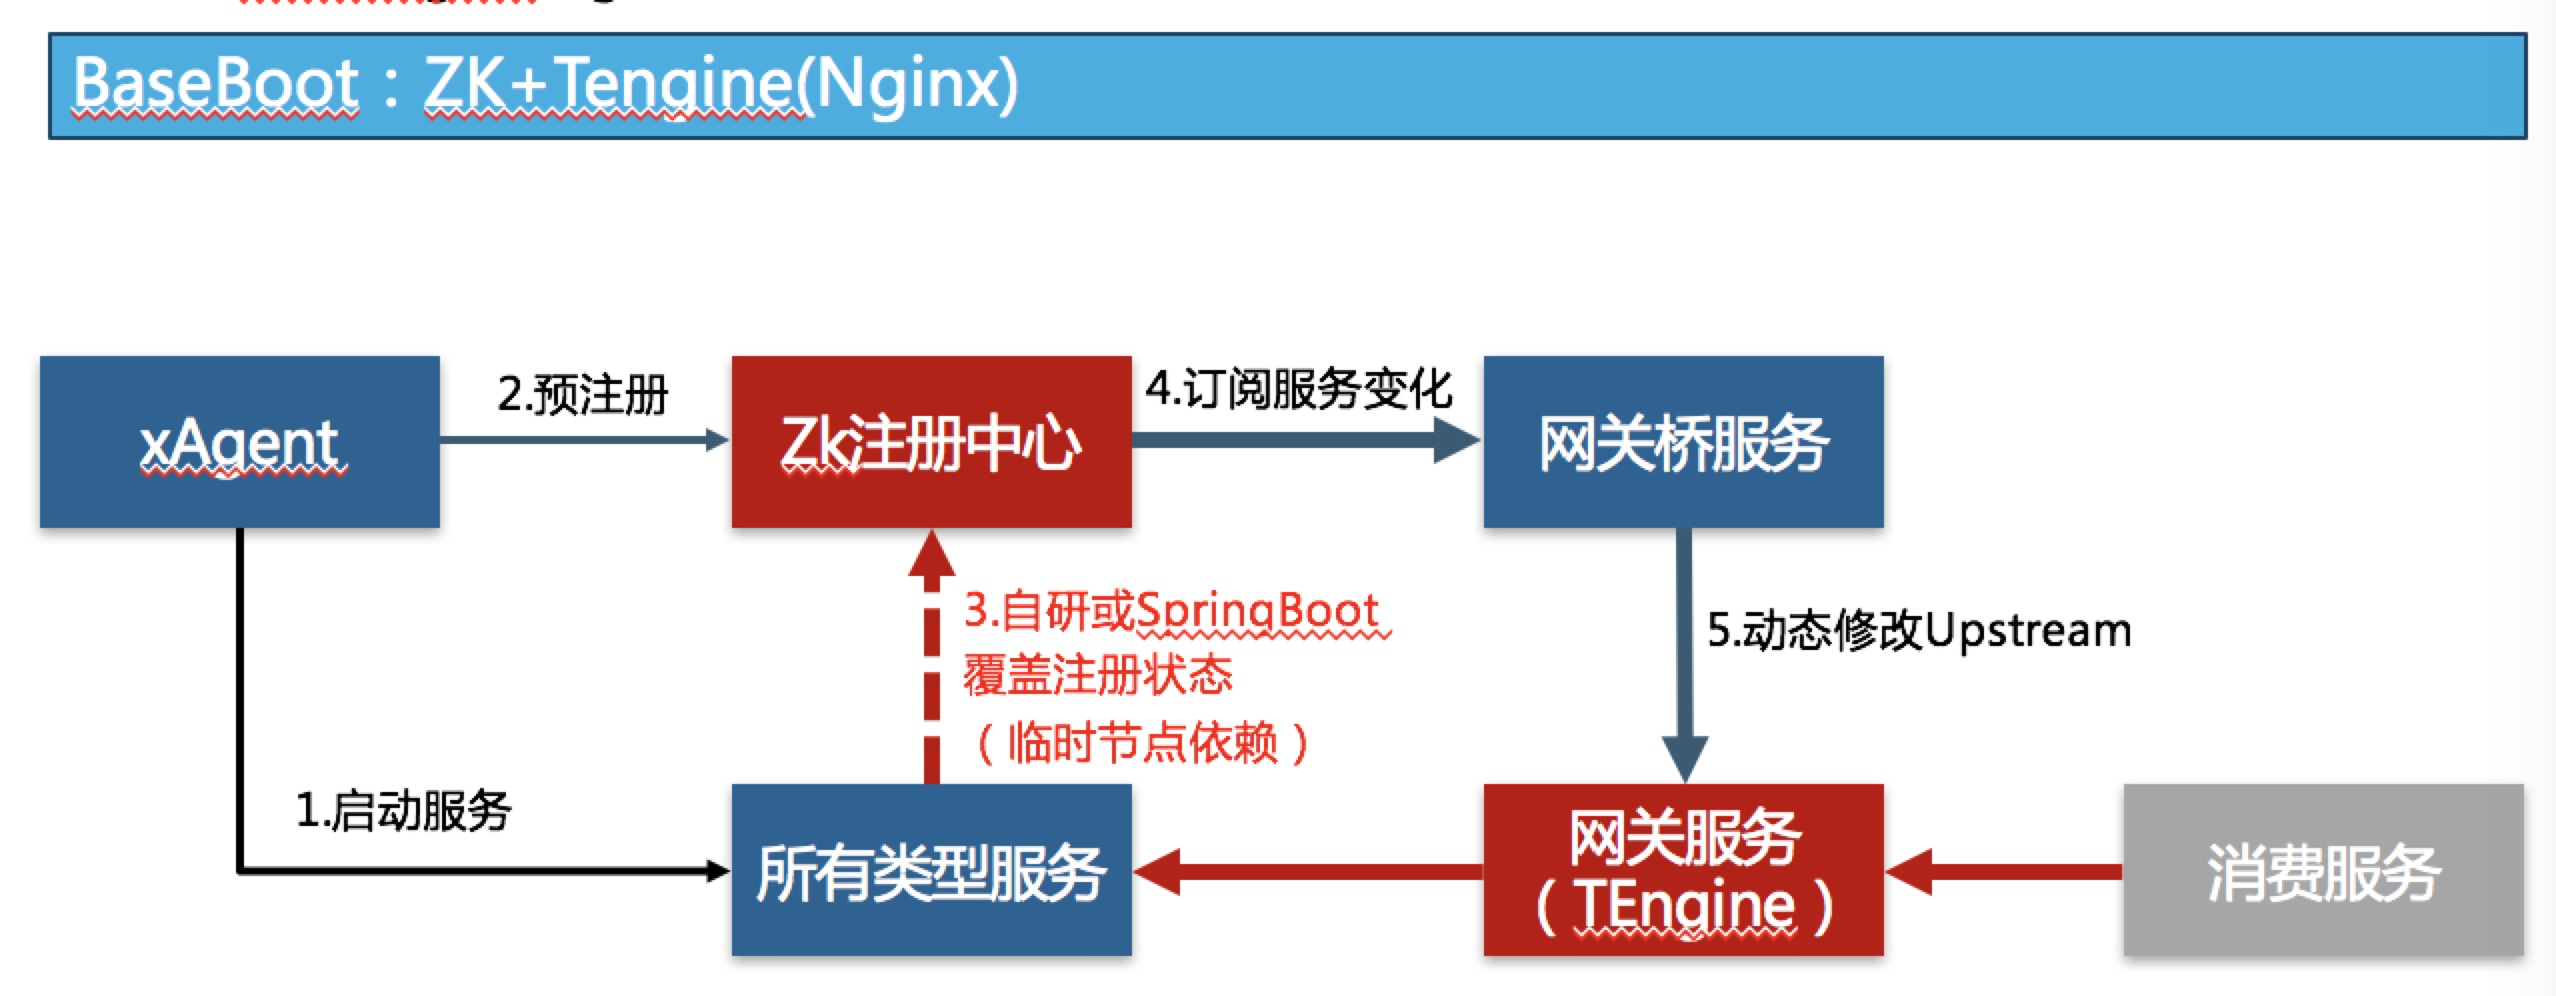 BaseBoot：ZK+Tengine(Nginx)
xAgent
2.预注册
Zk注册中心
4.订阅服务变化
网关桥服务
3.自研或SpringBoot
覆盖注册状态
（临时节点依赖）
5.动态修改Upstream
1.启动服务
所有类型服务
网关服务
（TEngine）
消费服务